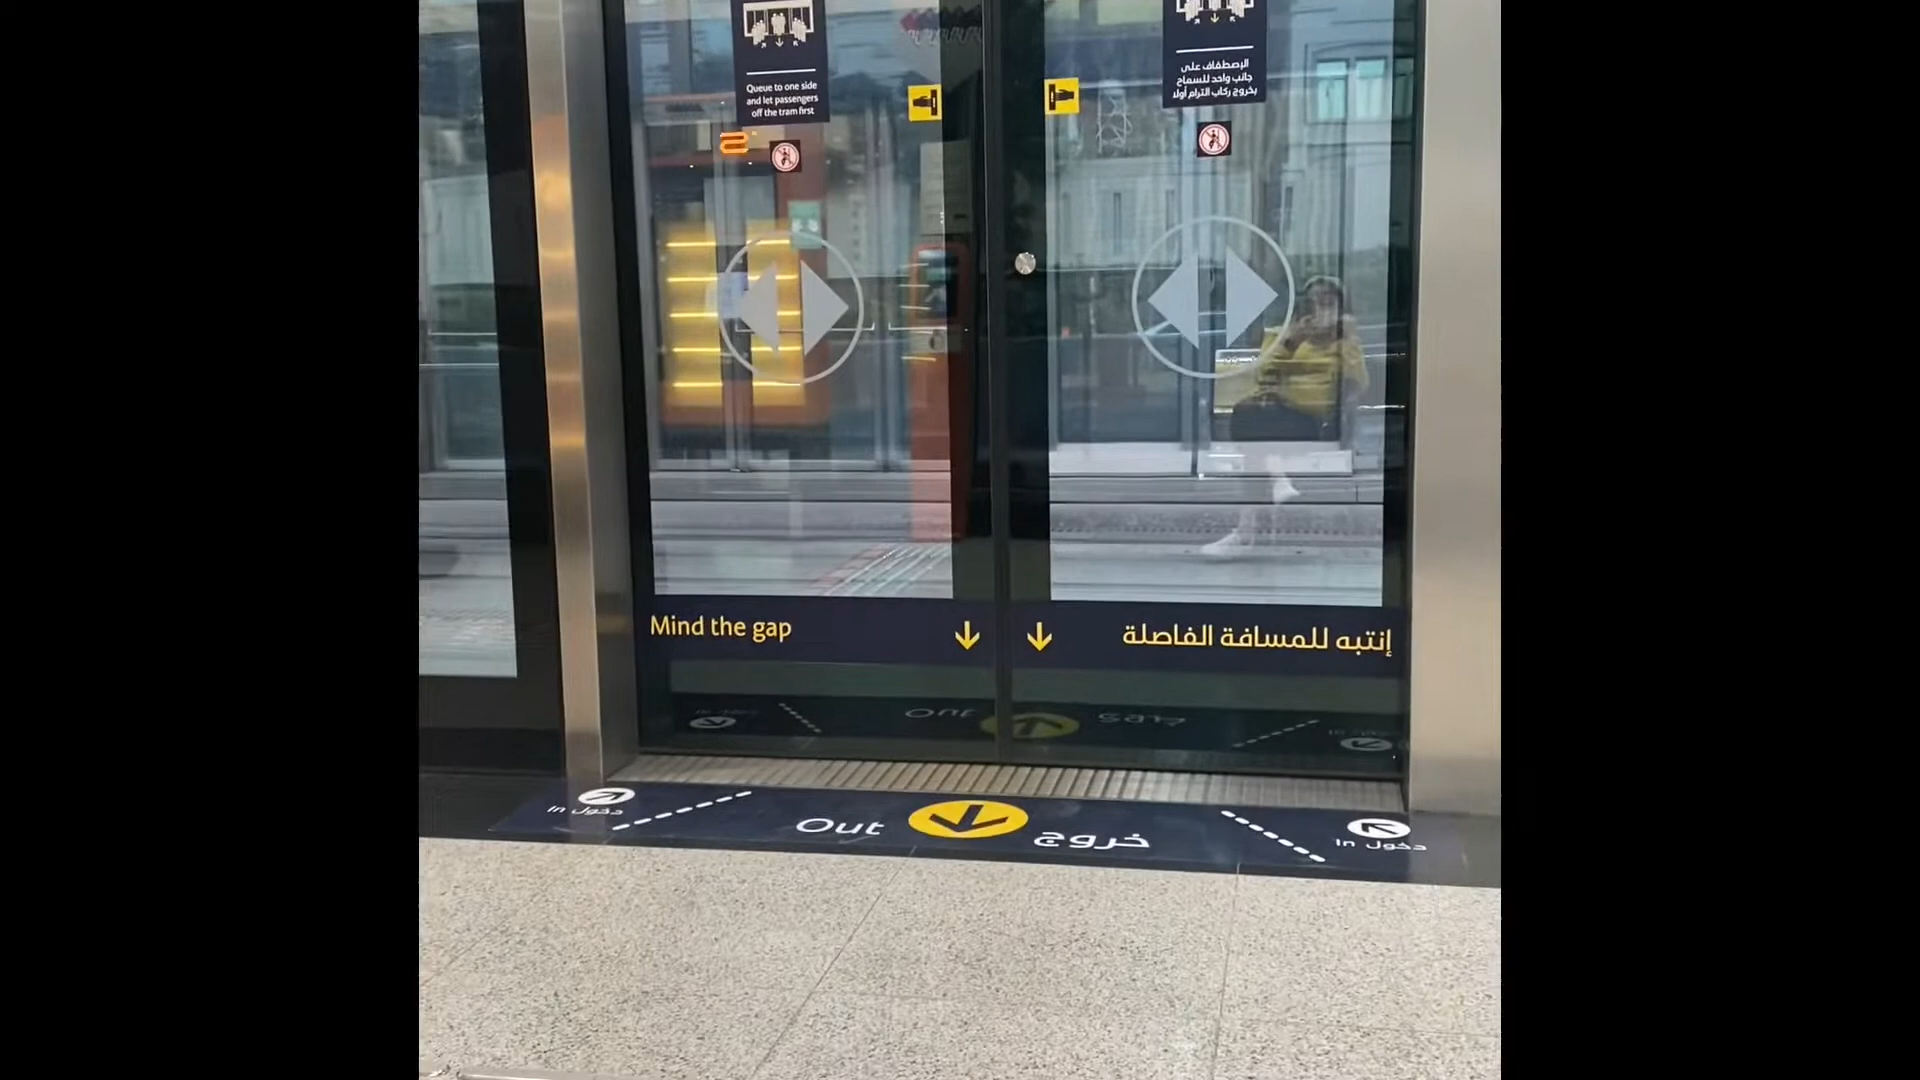 Queue to one side
and let passengers
off the tram first
الإصطفاف على
جانب واحد للسماح
بخروج ركاب الترام أولا
Mind the gap
إنتبه للمسافة الفاصلة
In دخول
Out
خروج
In دخول